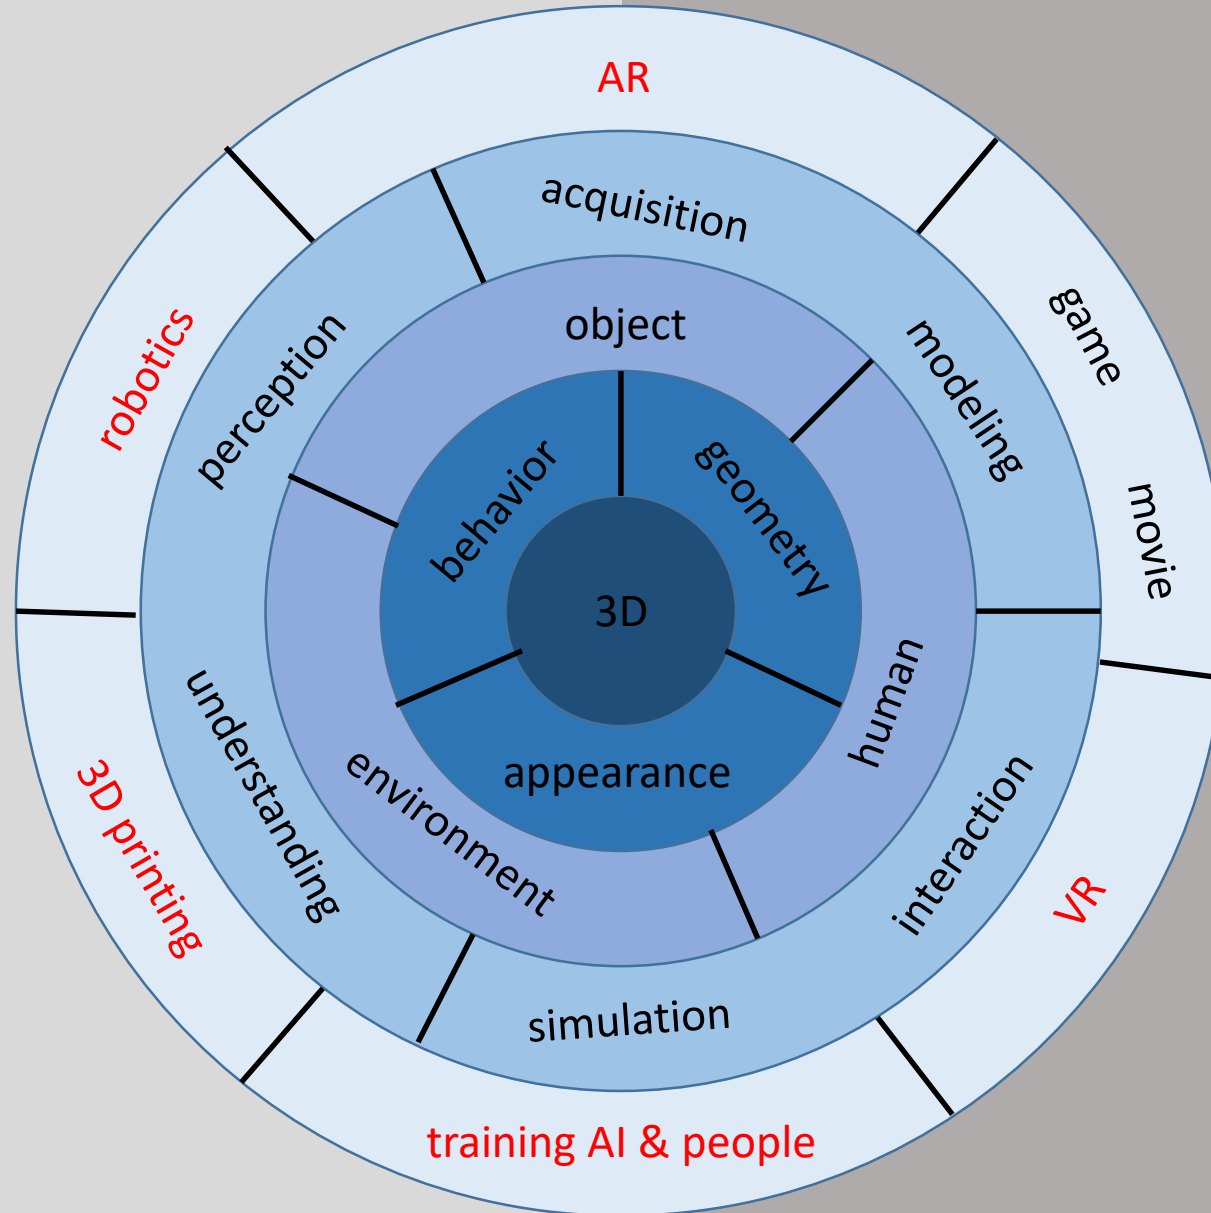 AR
acquisition
object
game
modeling
robotics
perception
behavior
geometry
movie
3D
human
understanding
environment
appearance
interaction
3D printing
VR
simulation
training AI & people